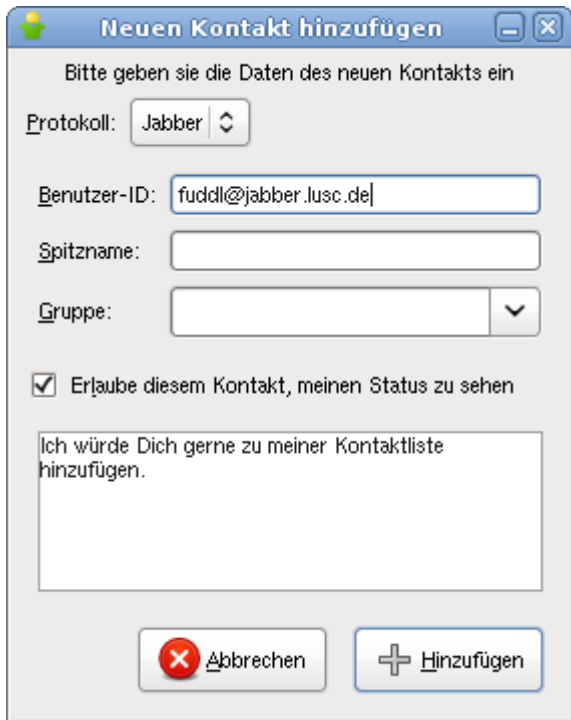 Neuen Kontakt hinzufügen
Bitte geben sie die Daten des neuen Kontakts ein
Protokoll: Jabber
Benutzer-ID: fuddl@jabber.lusc.de
Spitzname:
Gruppe:
Erlaube diesem Kontakt, meinen Status zu sehen
Ich würde Dich gerne zu meiner Kontaktliste
hinzufügen.
Abbrechen Hinzufügen